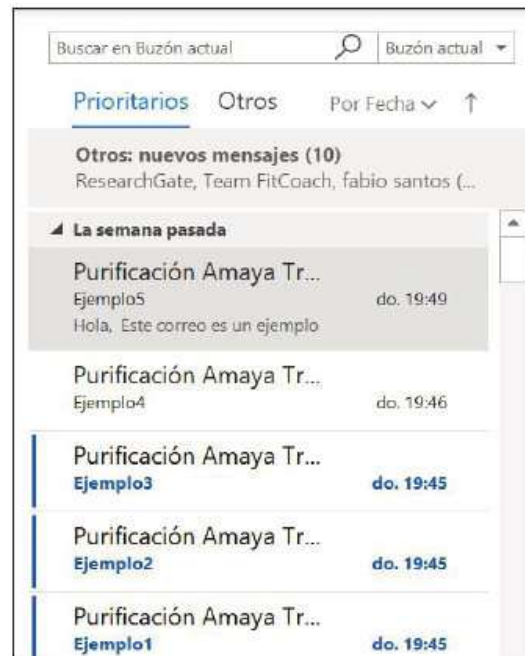 Buscar en Buzón actual Buzón actual
Prioritarios Otros Por Fecha
Otros: nuevos mensajes (10)
ResearchGate, Team FitCoach, fabio santos (...
La semana pasada
Purificación Amaya Tr...
Ejemplo5 do. 19:49
Hola, Este correo es un ejemplo
Purificación Amaya Tr...
Ejemplo4 do. 19:46
Purificación Amaya Tr...
Ejemplo3 do. 19:45
Purificación Amaya Tr...
Ejemplo2 do. 19:45
Purificación Amaya Tr...
Ejemplo1 do. 19:45